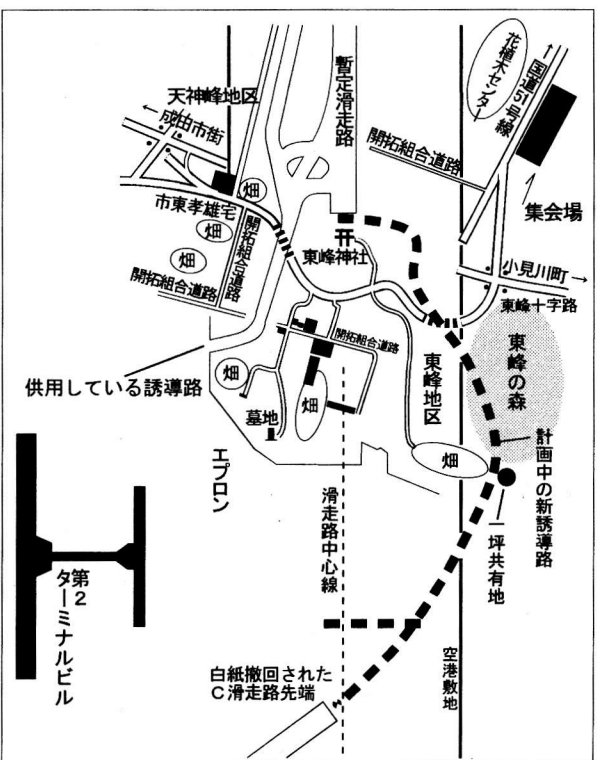 天神峰地区
← 成田市街
暫定滑走路
花植木センター
国道51号線
開拓組合道路
集会場
市東孝雄宅
畑
畑
畑
開拓組合道路
開拓組合道路
東峰神社
小見川町→
東峰十字路
開拓組合道路
東峰地区
東峰の森
供用している誘導路
畑
畑
墓地
畑
エプロン
滑走路中心線
計画中の新誘導路
一坪共有地
第2
ターミナルビル
白紙撤回された
C滑走路先端
空港敷地